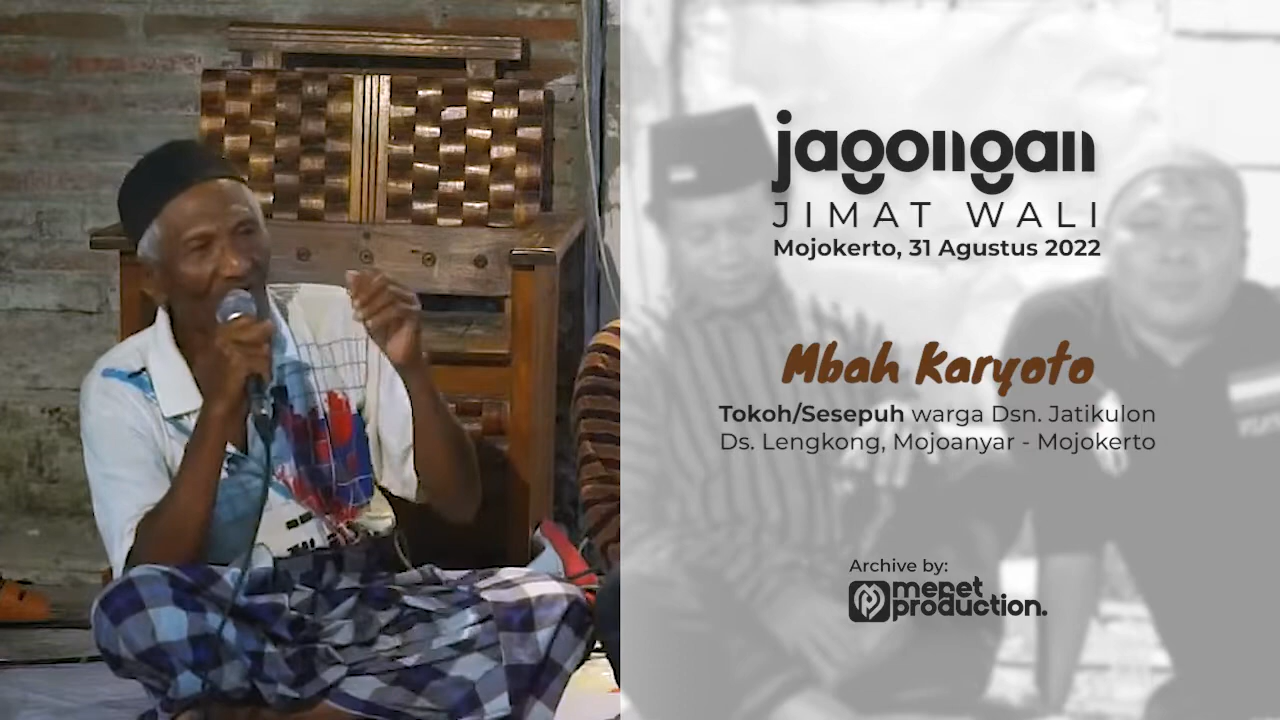 jagongan
JIMAT WALI
Mojokerto, 31 Agustus 2022
Mbah Karyoto
Tokoh/Sesepuh warga Dsn. Jatikulon
Ds. Lengkong, Mojoanyar - Mojokerto
Archive by:
menet
production.